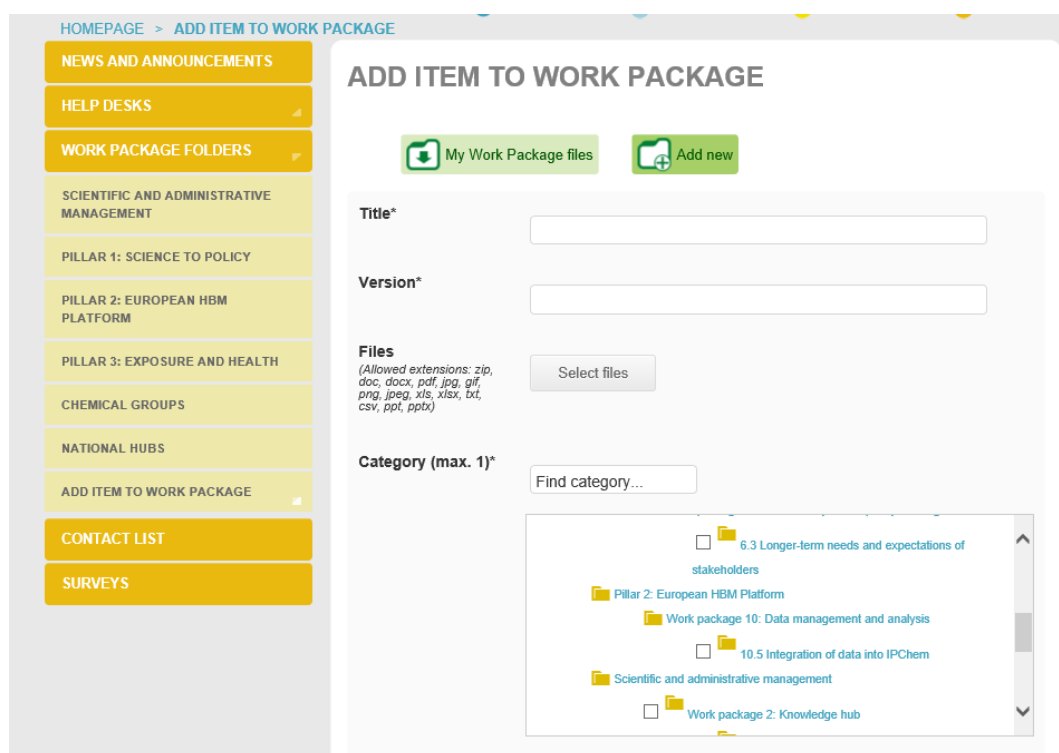 HOMEPAGE > ADD ITEM TO WORK PACKAGE
NEWS AND ANNOUNCEMENTS
HELP DESKS
WORK PACKAGE FOLDERS
SCIENTIFIC AND ADMINISTRATIVE
MANAGEMENT
PILLAR 1: SCIENCE TO POLICY
PILLAR 2: EUROPEAN HBM
PLATFORM
PILLAR 3: EXPOSURE AND HEALTH
CHEMICAL GROUPS
NATIONAL HUBS
ADD ITEM TO WORK PACKAGE
CONTACT LIST
SURVEYS
ADD ITEM TO WORK PACKAGE
My Work Package files
Add new
Title*
Version*
Files
(Allowed extensions: zip,
doc, docx, pdf, jpg, gif,
png, jpeg, xls, xlsx, txt,
csv, ppt, pptx)
Select files
Category (max. 1)*
Find category...
6.3 Longer-term needs and expectations of
stakeholders
Pillar 2: European HBM Platform
Work package 10: Data management and analysis
10.5 Integration of data into IPChem
Scientific and administrative management
Work package 2: Knowledge hub